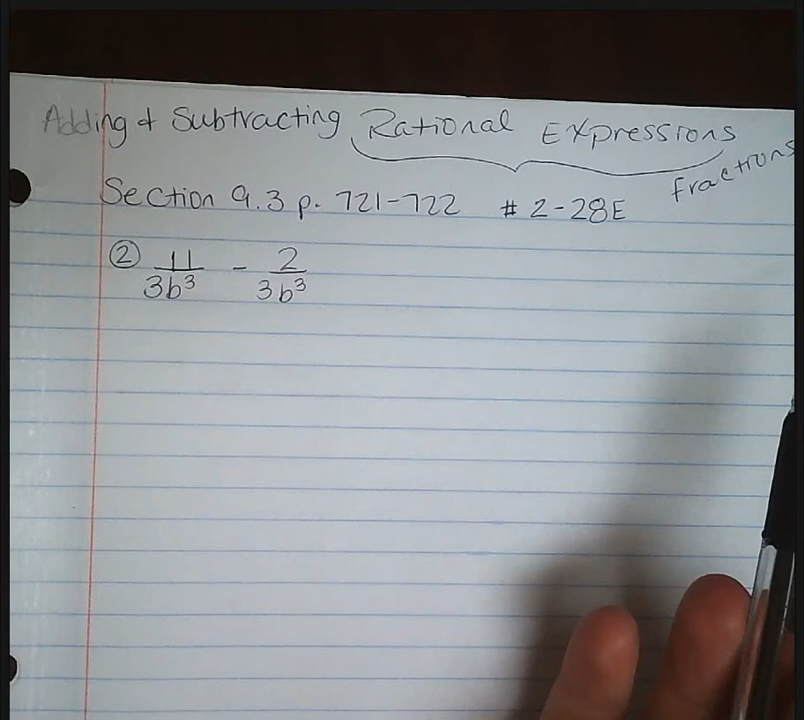 Adding & Subtracting Rational Expressions
fractions
Section 9.3 p. 721-722 # 2-28E
② 11/3b³ - 2/3b³